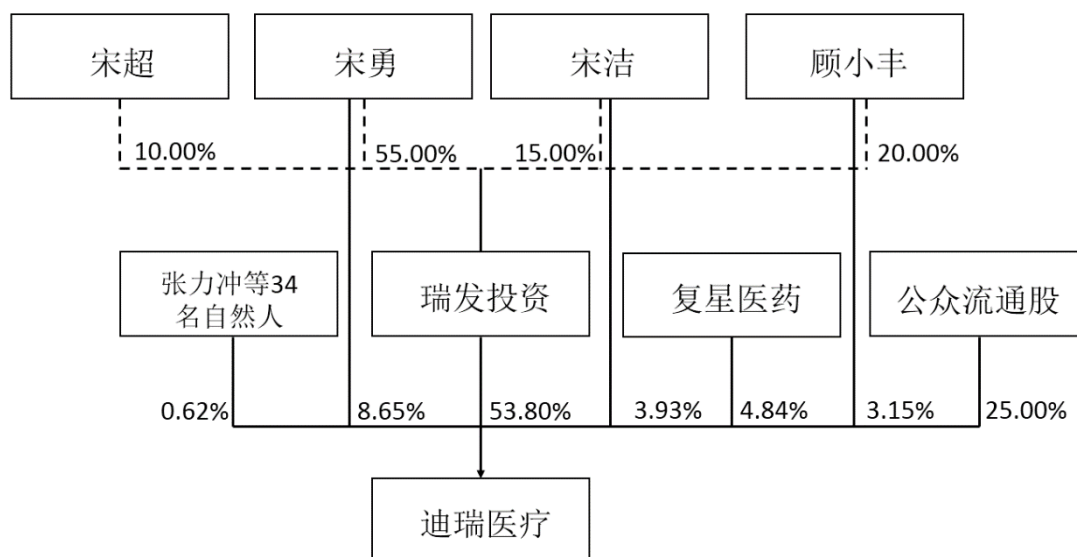 宋超
宋勇
宋洁
顾小丰
10.00%
55.00%
15.00%
20.00%
张力冲等34
名自然人
瑞发投资
复星医药
公众流通股
0.62%
8.65%
53.80%
3.93%
4.84%
3.15%
25.00%
迪瑞医疗